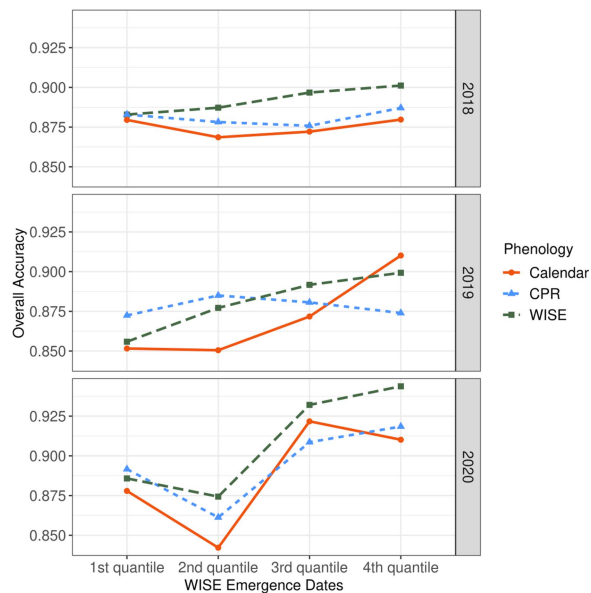 0.925
0.900
0.875
0.850
2018
0.925
0.900
0.875
0.850
2019
0.925
0.900
0.875
0.850
2020
Overall Accuracy
1st quantile 2nd quantile 3rd quantile 4th quantile
WISE Emergence Dates
Phenology
Calendar
CPR
WISE